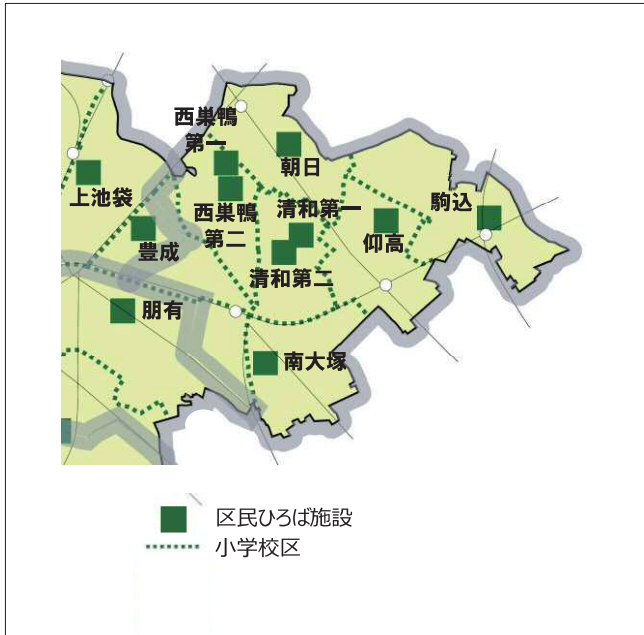 西巣鴨
第一
朝日
上池袋
西巣鴨
第二
清和第一
駒込
仰高
豊成
清和第二
朋有
南大塚
区民ひろば施設
小学校区